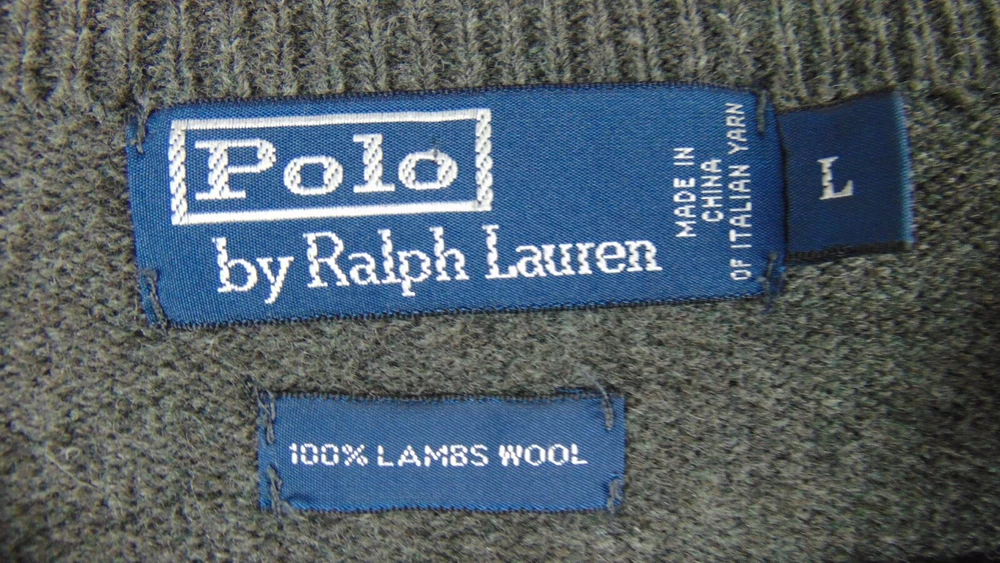 Polo
by Ralph Lauren
MADE IN
CHINA
OF ITALIAN YARN
L
100% LAMBS WOOL